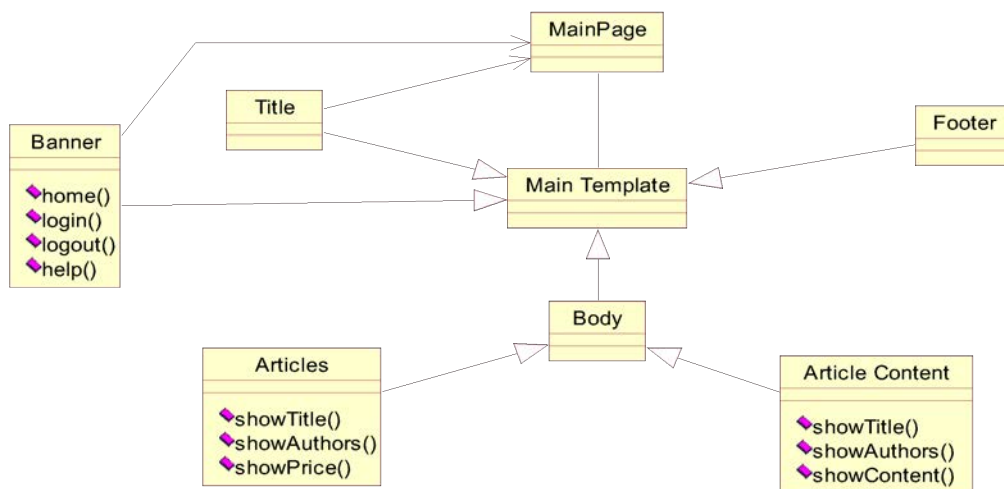 MainPage
Title
Banner
home()
login()
logout()
help()
Footer
Main Template
Body
Articles
showTitle()
showAuthors()
showPrice()
Article Content
showTitle()
showAuthors()
showContent()